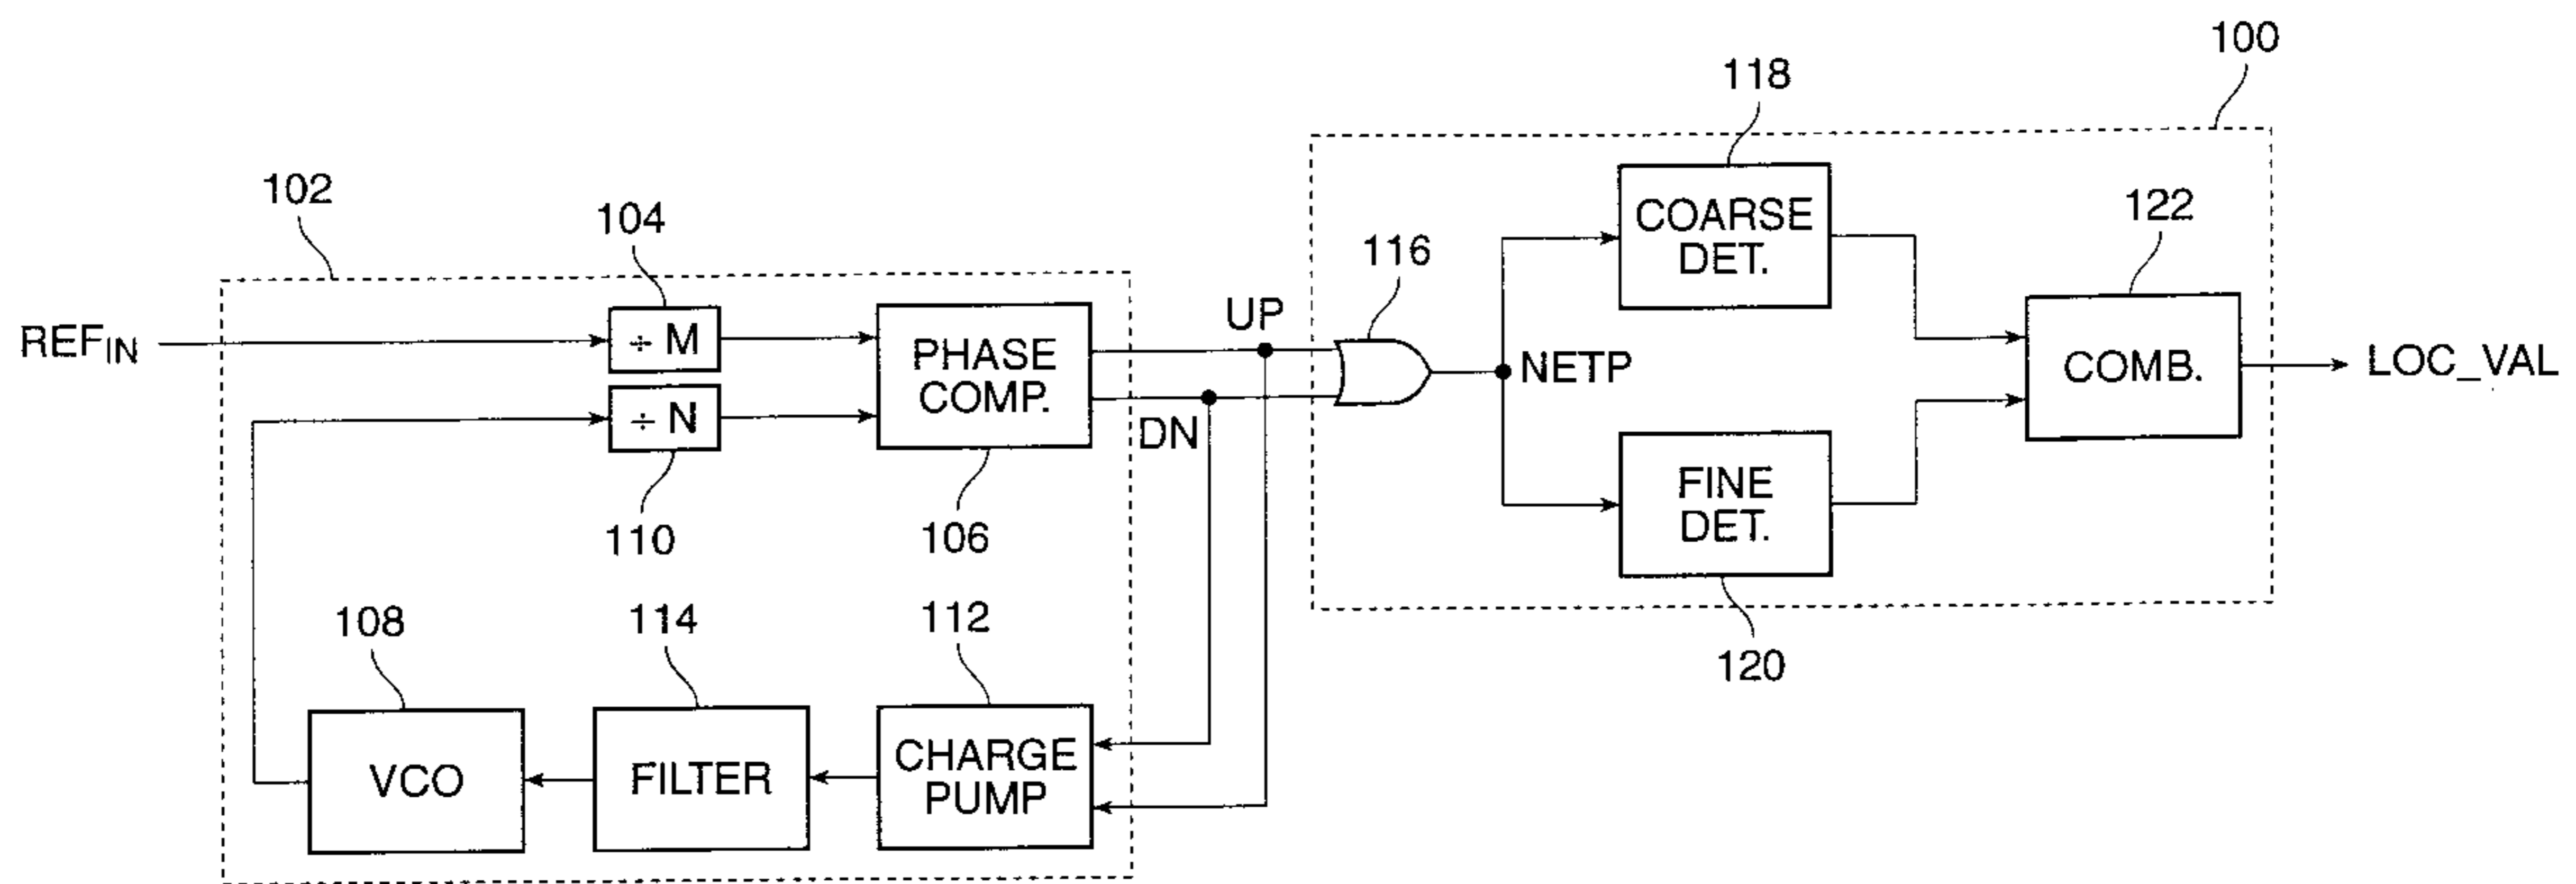 100
118
102
104
116
122
COARSE
DET.
REF_IN
÷ M
PHASE
COMP.
UP
NETP
COMB.
LOC_VAL
÷ N
DN
110
106
FINE
DET.
108
114
112
120
VCO
FILTER
CHARGE
PUMP